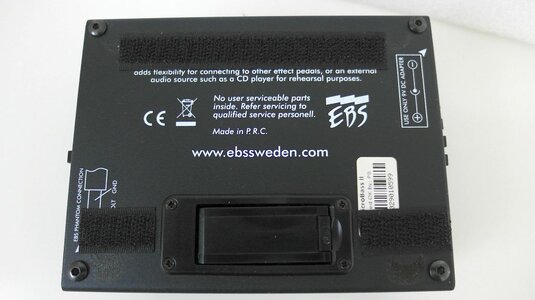 adds flexibility for connecting to other effect pedals, or an external
audio source such as a CD player for rehearsal purposes.
CE
No user serviceable parts
inside. Refer servicing to
qualified service personell.
Made in P.R.C.
EBS
www.ebssweden.com
USE ONLY 9V DC ADAPTER
EBS PHANTOM CONNECTION
GND
croBass II